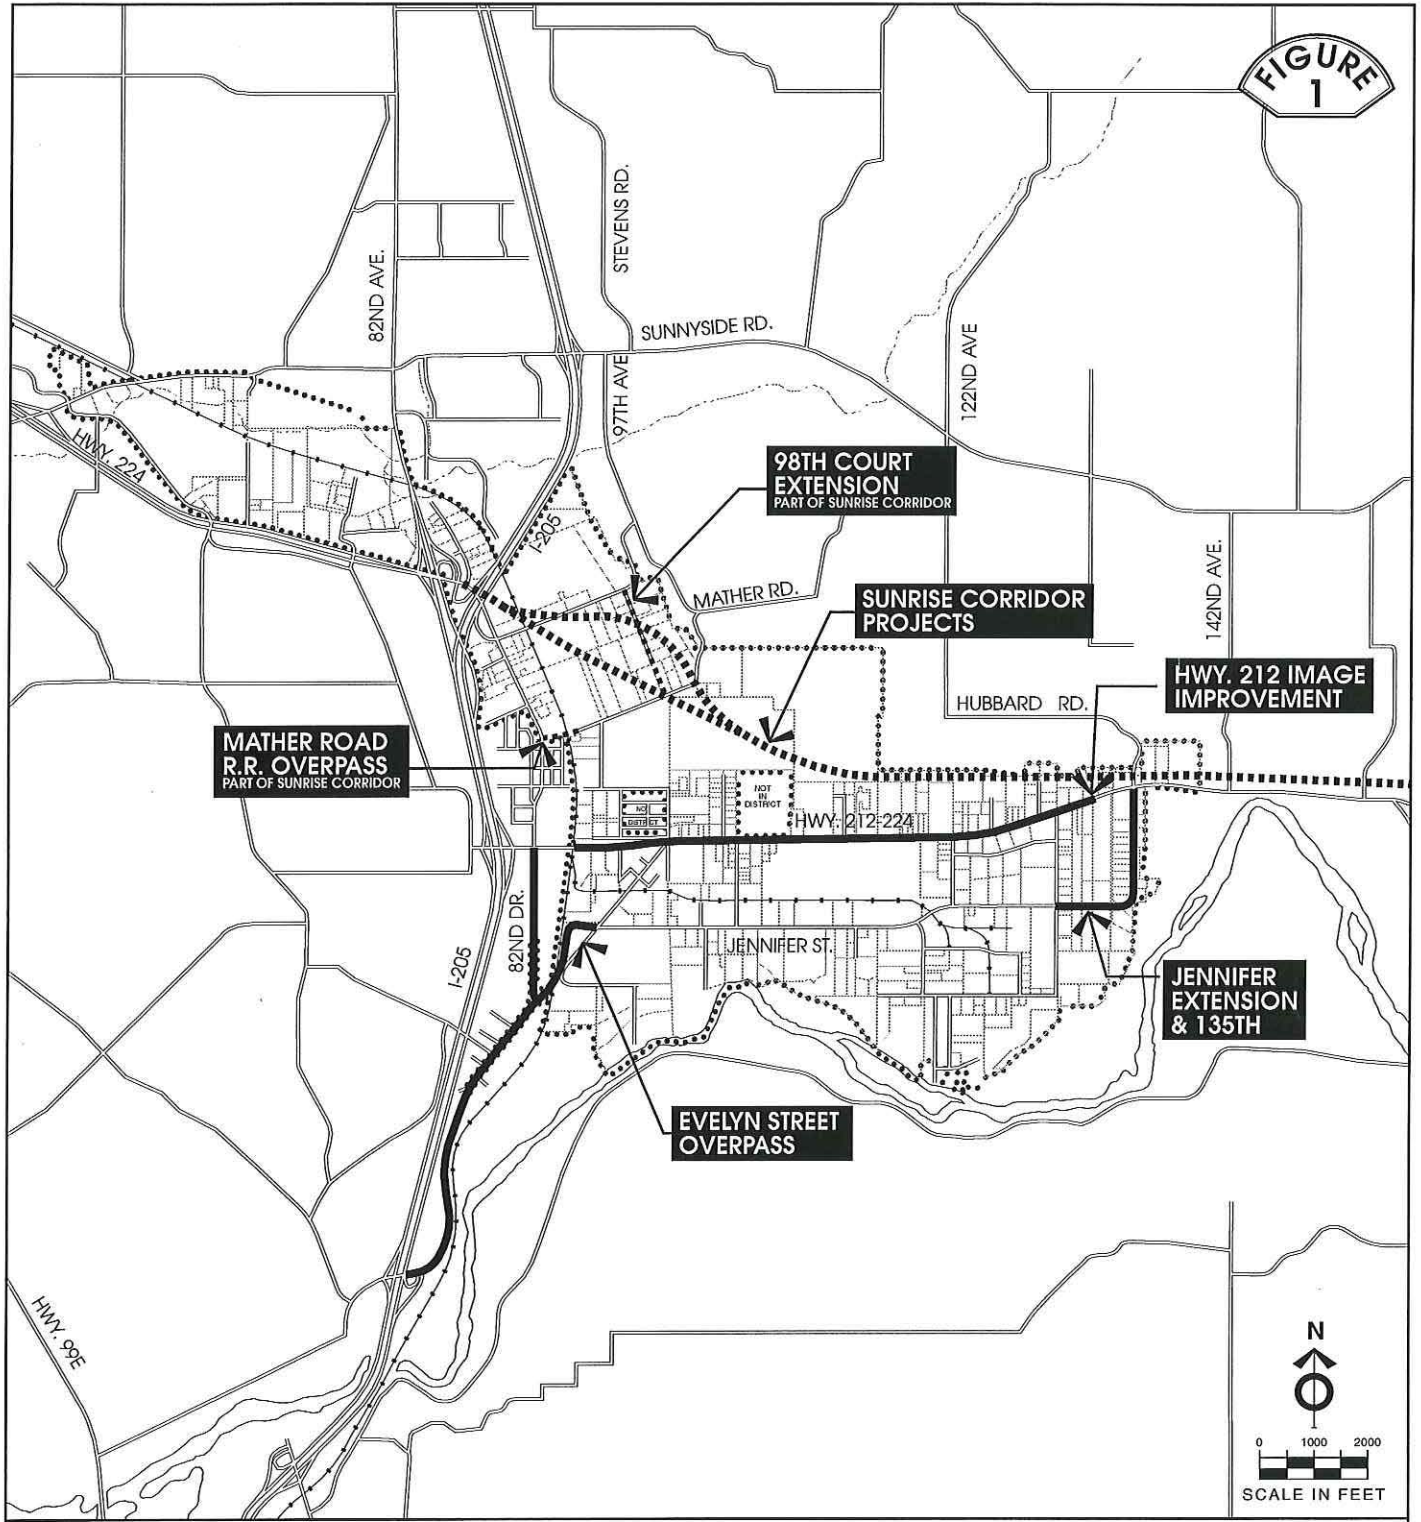 FIGURE
1
STEVENS RD.
82ND AVE.
SUNNYSIDE RD.
97TH AVE
122ND AVE
HWY. 224
98TH COURT
EXTENSION
PART OF SUNRISE CORRIDOR
I-205
142ND AVE.
MATHER RD.
SUNRISE CORRIDOR
PROJECTS
HWY. 212 IMAGE
IMPROVEMENT
HUBBARD RD.
MATHER ROAD
R.R. OVERPASS
PART OF SUNRISE CORRIDOR
NOT
IN
DISTRICT
NO
DISTRICT
HWY 212-224
82ND DR.
I-205
JENNIFER ST.
JENNIFER
EXTENSION
& 135TH
EVELYN STREET
OVERPASS
HWY. 99E
N
0 1000 2000
SCALE IN FEET